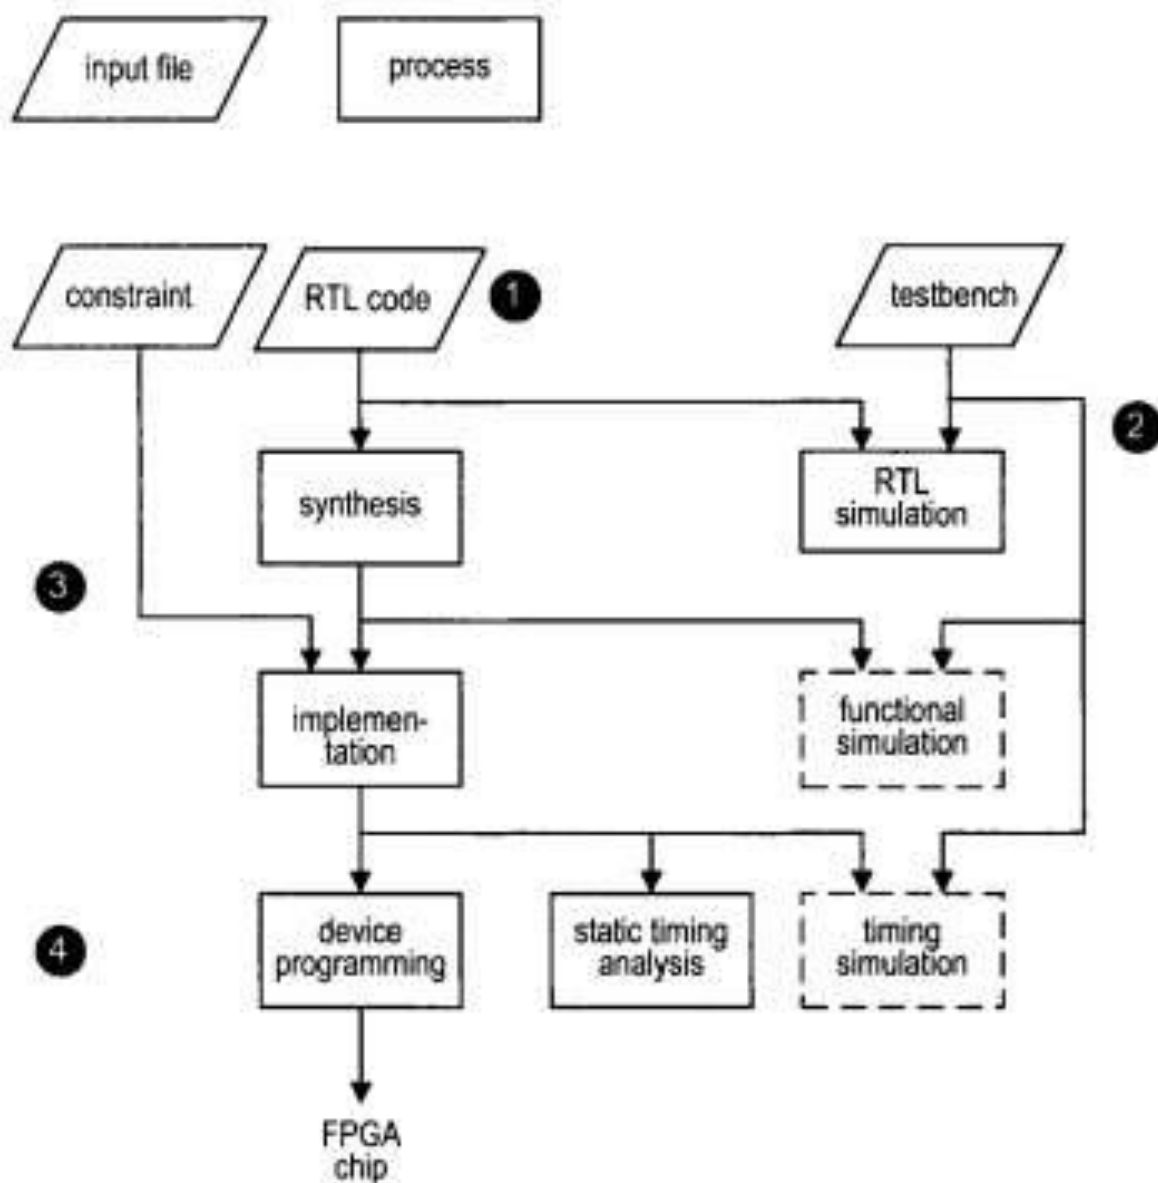 input file
process
constraint
RTL code
1
testbench
2
synthesis
RTL
simulation
3
implemen-
tation
functional
simulation
4
device
programming
static timing
analysis
timing
simulation
FPGA
chip